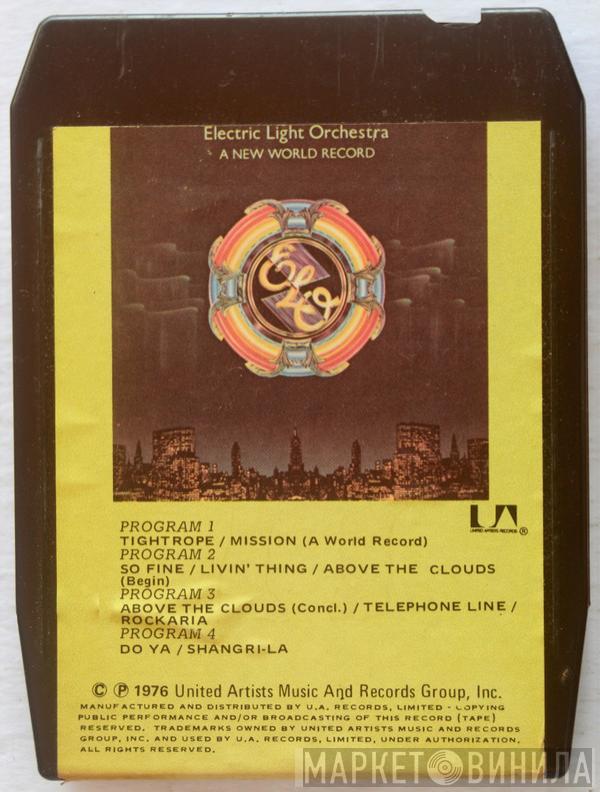 Electric Light Orchestra
A NEW WORLD RECORD
ELO
UA
UNITED ARTISTS RECORDS ®
PROGRAM 1
TIGHTROPE / MISSION (A World Record)
PROGRAM 2
SO FINE / LIVIN' THING / ABOVE THE CLOUDS
(Begin)
PROGRAM 3
ABOVE THE CLOUDS (Concl.) / TELEPHONE LINE /
ROCKARIA
PROGRAM 4
DO YA / SHANGRI-LA
© ℗ 1976 United Artists Music And Records Group, Inc.
MANUFACTURED AND DISTRIBUTED BY U.A. RECORDS, LIMITED - COPYING
PUBLIC PERFORMANCE AND/OR BROADCASTING OF THIS RECORD (TAPE)
RESERVED. TRADEMARKS OWNED BY UNITED ARTISTS MUSIC AND RECORDS
GROUP, INC. AND USED BY U.A. RECORDS, LIMITED, UNDER AUTHORIZATION.
ALL RIGHTS RESERVED.
МАРКЕТ ВИНИЛА